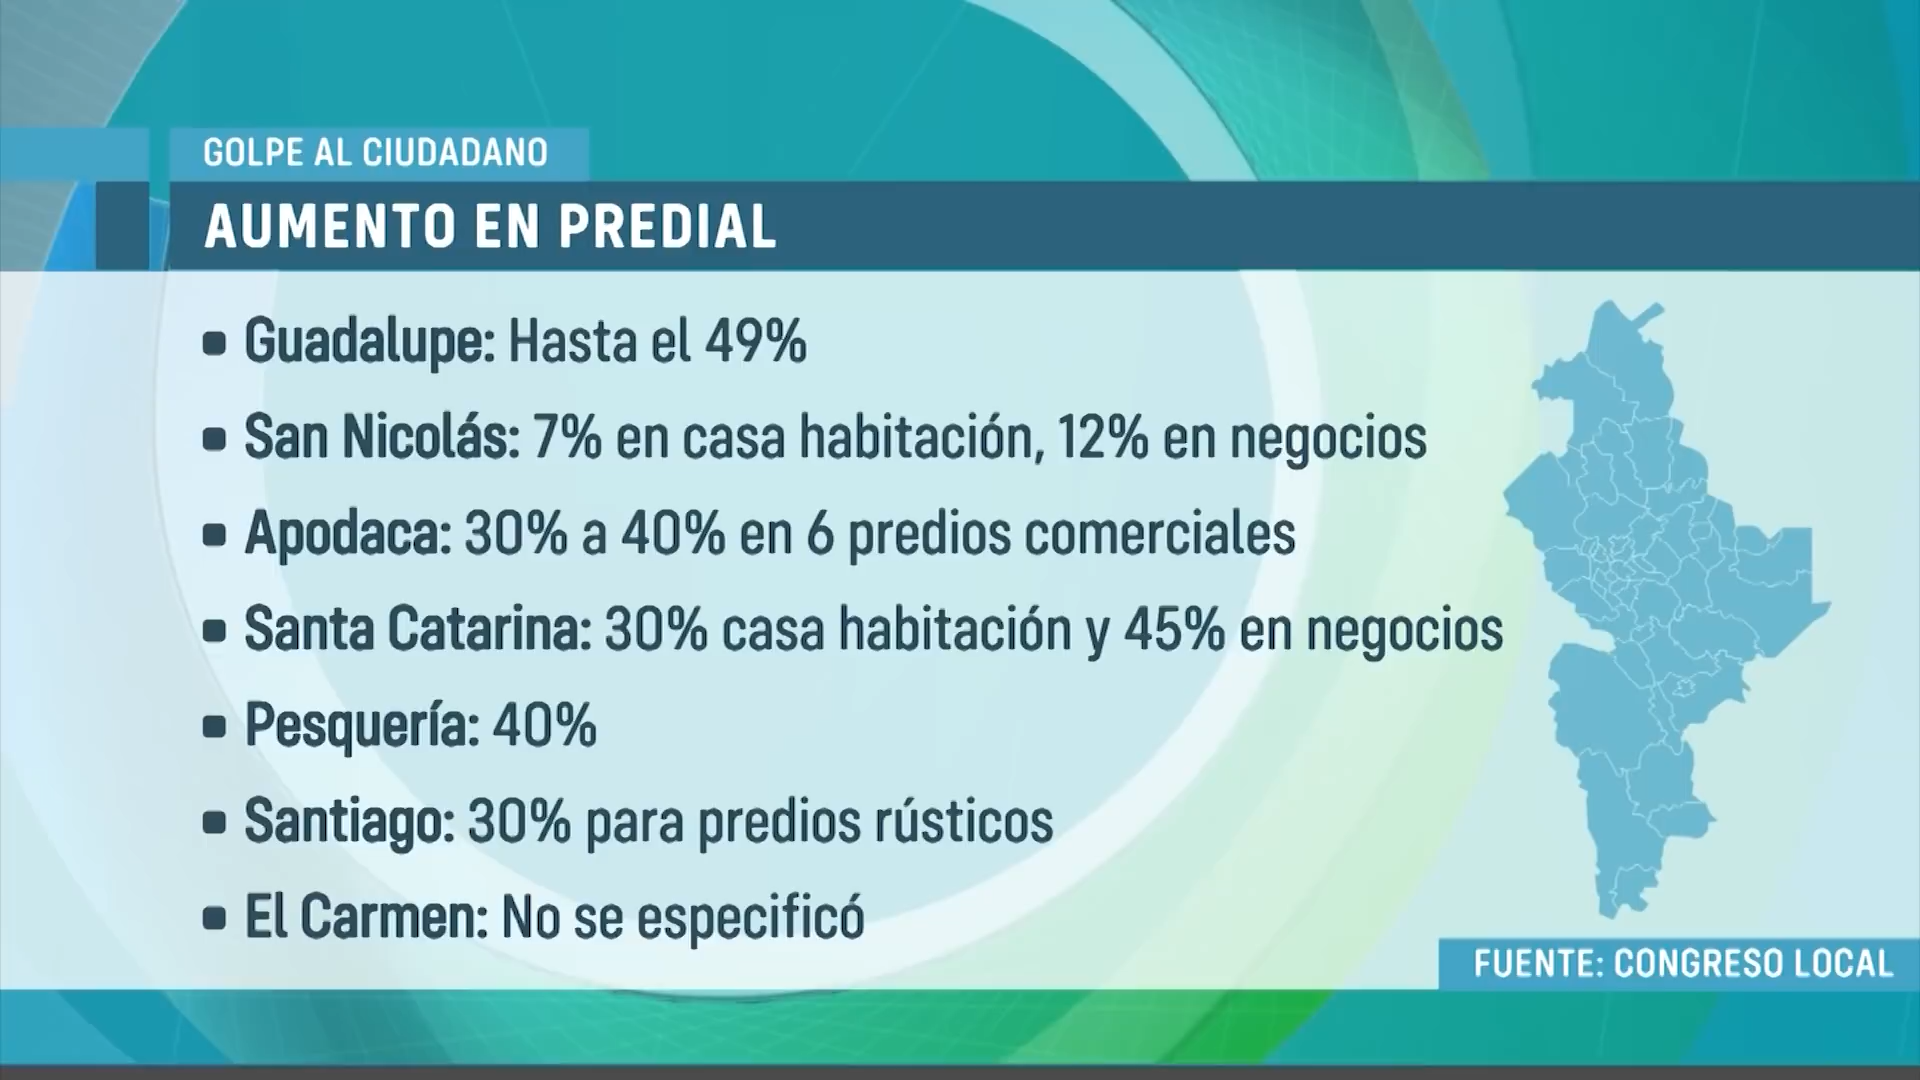 GOLPE AL CIUDADANO
AUMENTO EN PREDIAL
▪ Guadalupe: Hasta el 49%
▪ San Nicolás: 7% en casa habitación, 12% en negocios
▪ Apodaca: 30% a 40% en 6 predios comerciales
▪ Santa Catarina: 30% casa habitación y 45% en negocios
▪ Pesquería: 40%
▪ Santiago: 30% para predios rústicos
▪ El Carmen: No se especificó
FUENTE: CONGRESO LOCAL